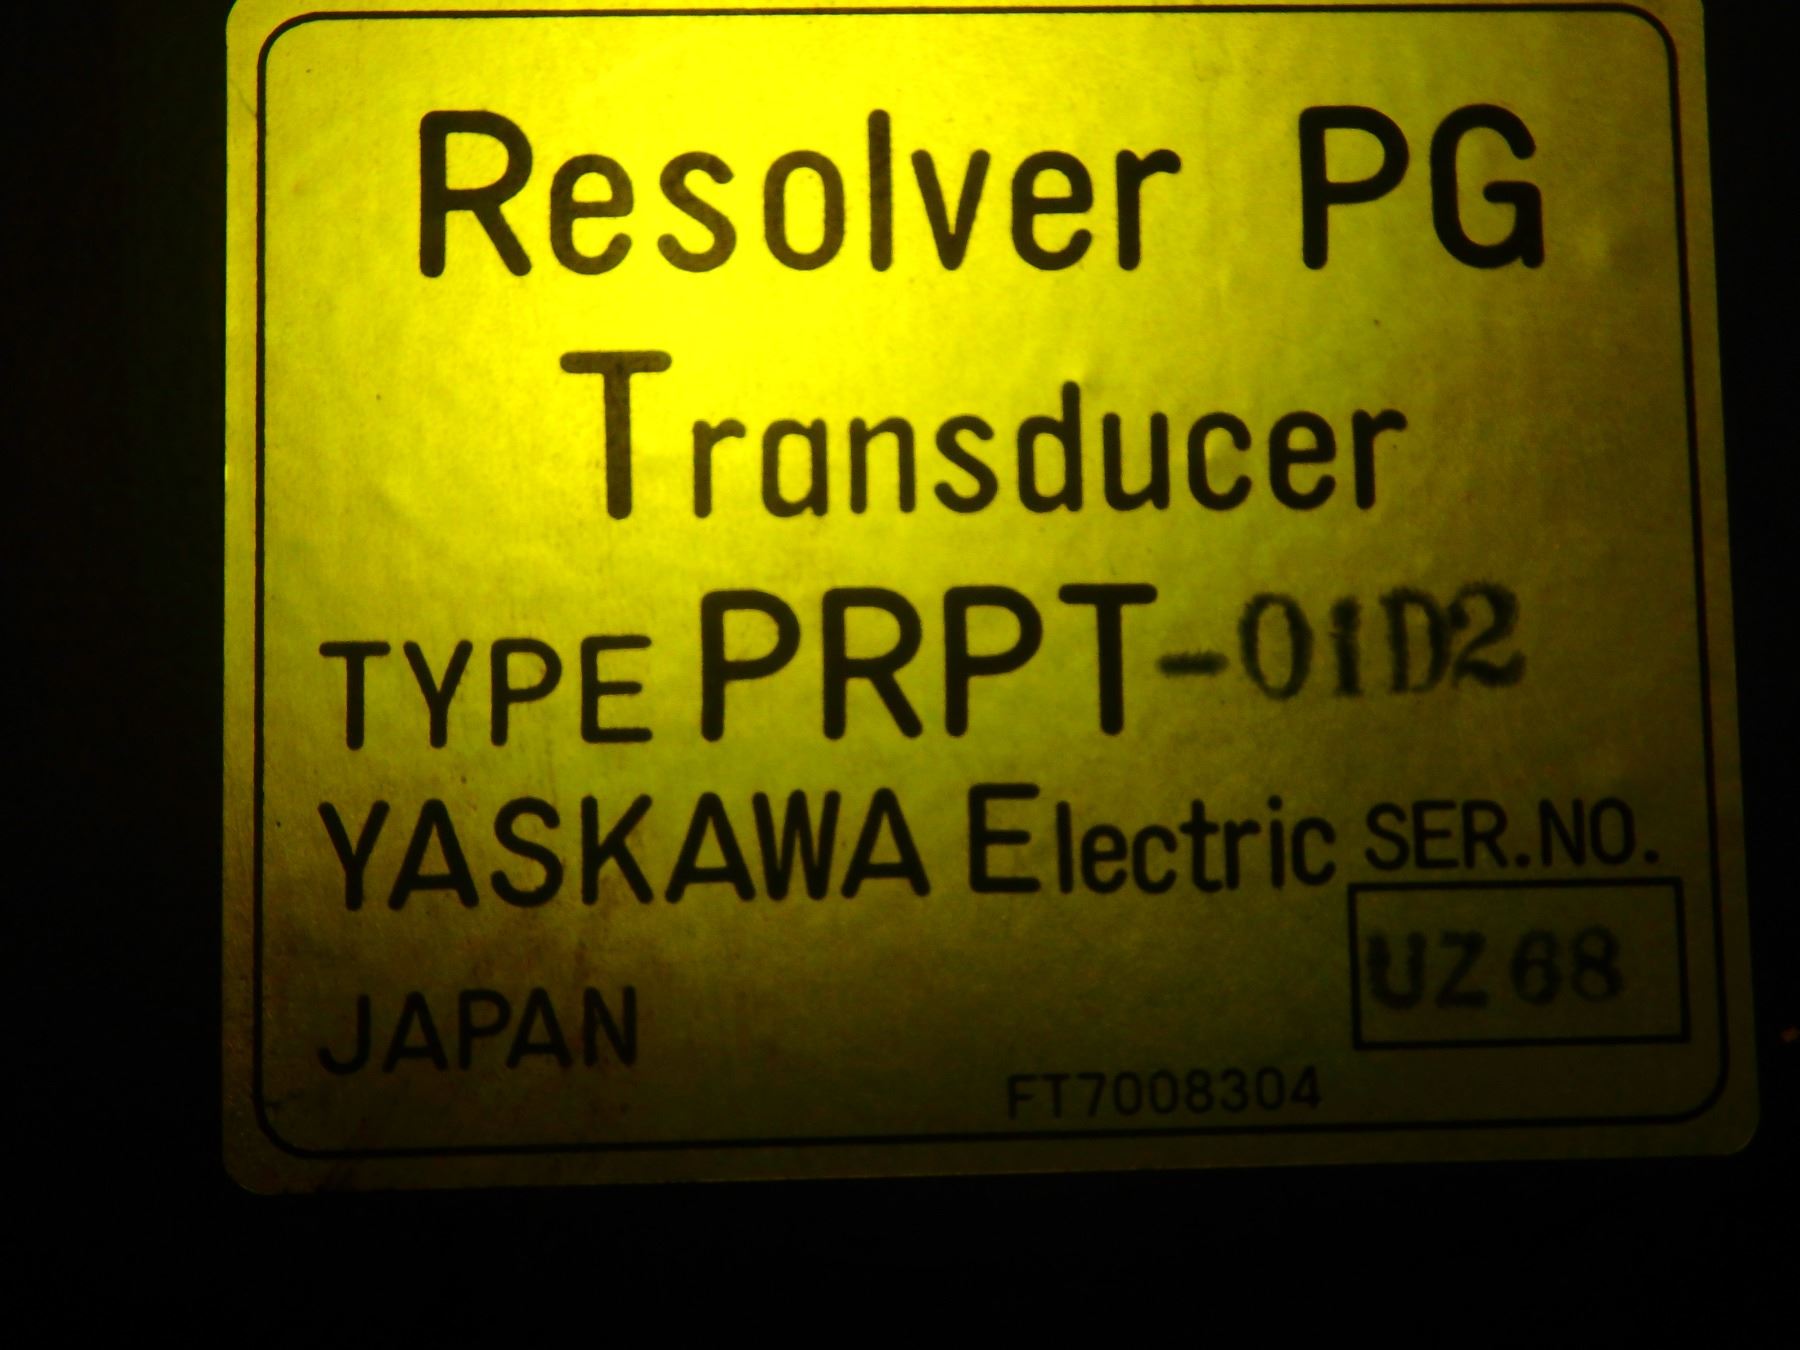 Resolver PG
Transducer
TYPE PRPT-01D2
YASKAWA Electric SER.NO.
UZ68
JAPAN
FT7008304